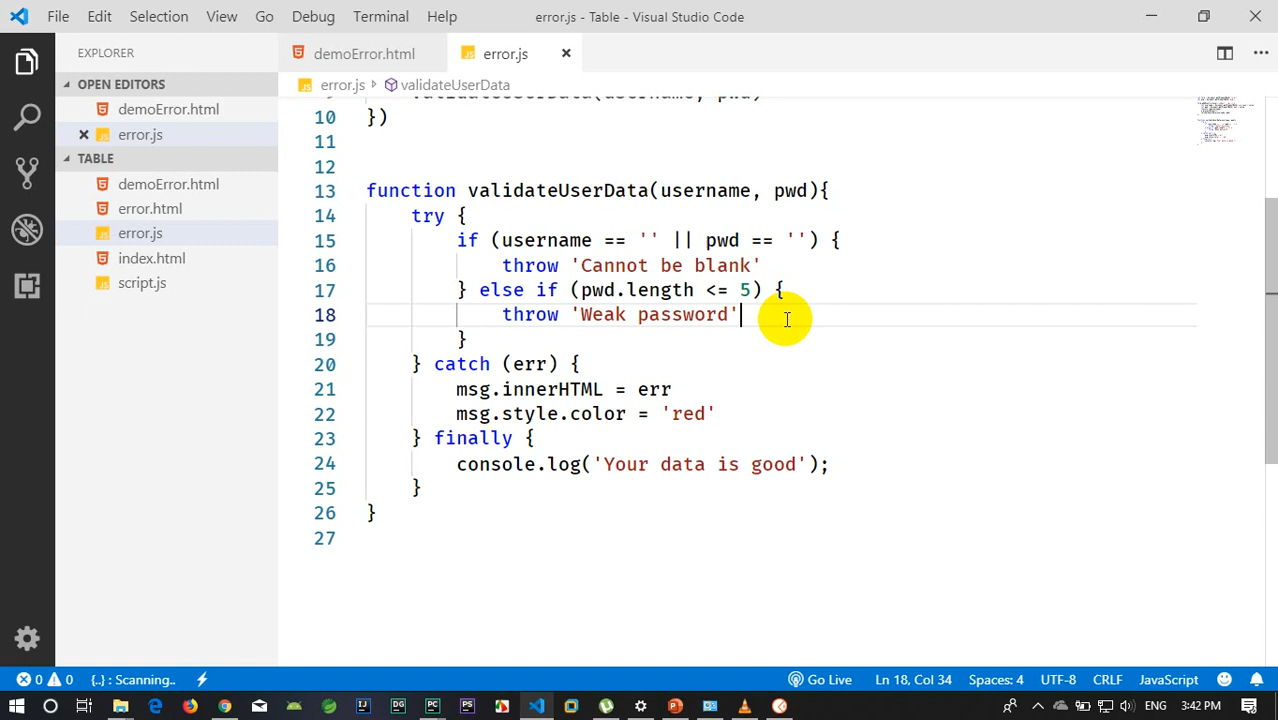 File Edit Selection View Go Debug Terminal Help error.js - Table - Visual Studio Code
EXPLORER
OPEN EDITORS
demoError.html
error.js
TABLE
demoError.html
error.html
error.js
index.html
script.js
demoError.html error.js
error.js validateUserData
validateUserData(username, pwd)
10 })
11
12
13 function validateUserData(username, pwd){
14 try {
15 if (username == '' || pwd == '') {
16 throw 'Cannot be blank'
17 } else if (pwd.length <= 5) {
18 throw 'Weak password'
19 }
20 } catch (err) {
21 msg.innerHTML = err
22 msg.style.color = 'red'
23 } finally {
24 console.log('Your data is good');
25 }
26 }
27
0 0 {..} : Scanning.. Go Live Ln 18, Col 34 Spaces: 4 UTF-8 CRLF JavaScript
ENG 3:42 PM